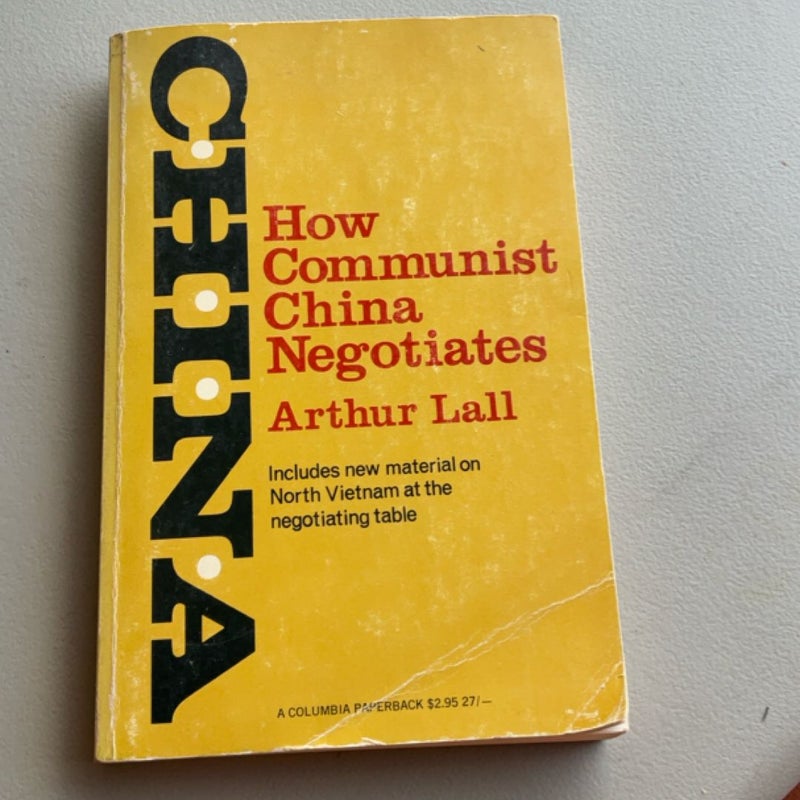 CHINA
How
Communist
China
Negotiates
Arthur Lall
Includes new material on
North Vietnam at the
negotiating table
A COLUMBIA PAPERBACK $2.95 27/—